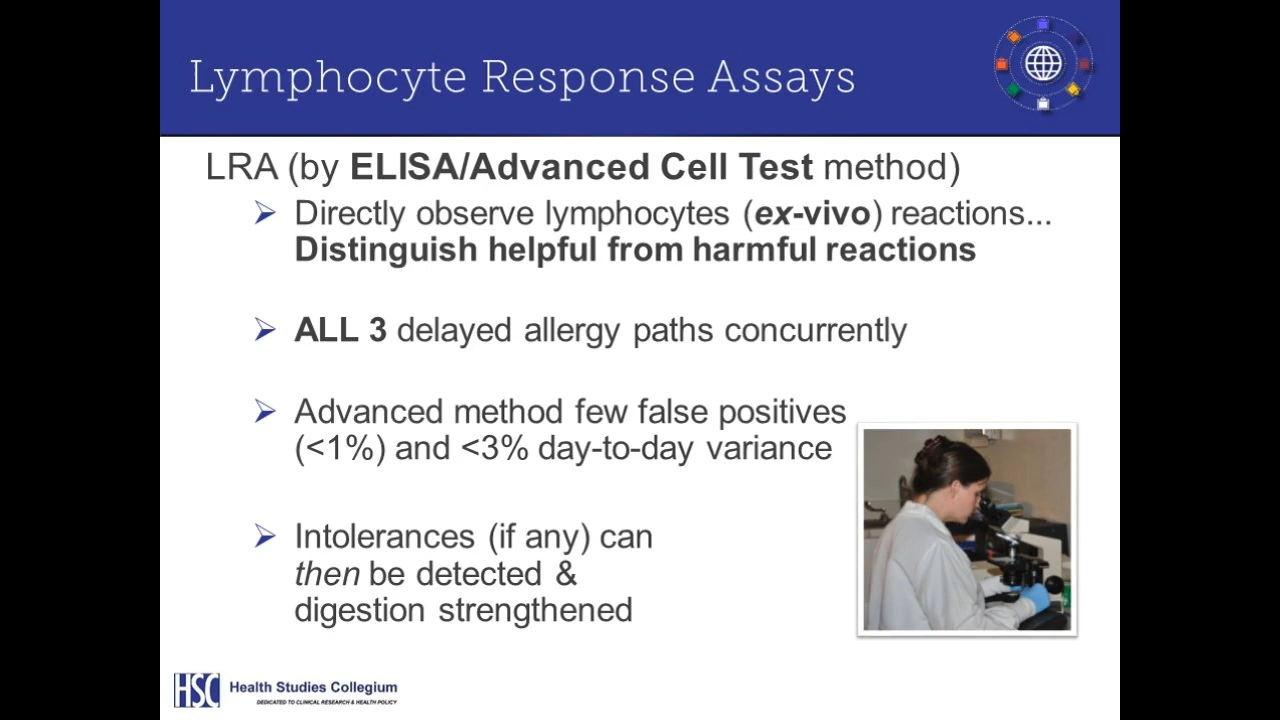 Lymphocyte Response Assays
LRA (by ELISA/Advanced Cell Test method)
Directly observe lymphocytes (ex-vivo) reactions...
Distinguish helpful from harmful reactions
ALL 3 delayed allergy paths concurrently
Advanced method few false positives
(<1%) and <3% day-to-day variance
Intolerances (if any) can
then be detected &
digestion strengthened
HSC Health Studies Collegium
DEDICATED TO CLINICAL RESEARCH & HEALTH POLICY